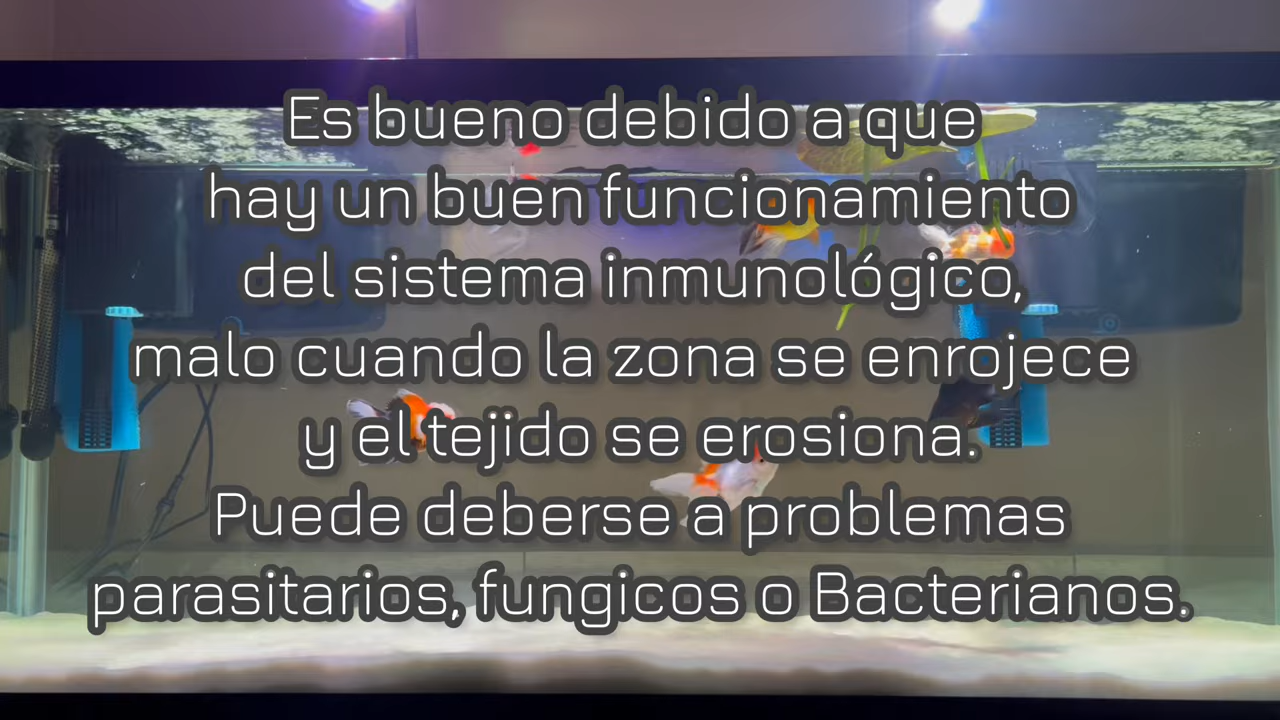 Es bueno debido a que
hay un buen funcionamiento
del sistema inmunológico,
malo cuando la zona se enrojece
y el tejido se erosiona.
Puede deberse a problemas
parasitarios, fungicos o Bacterianos.